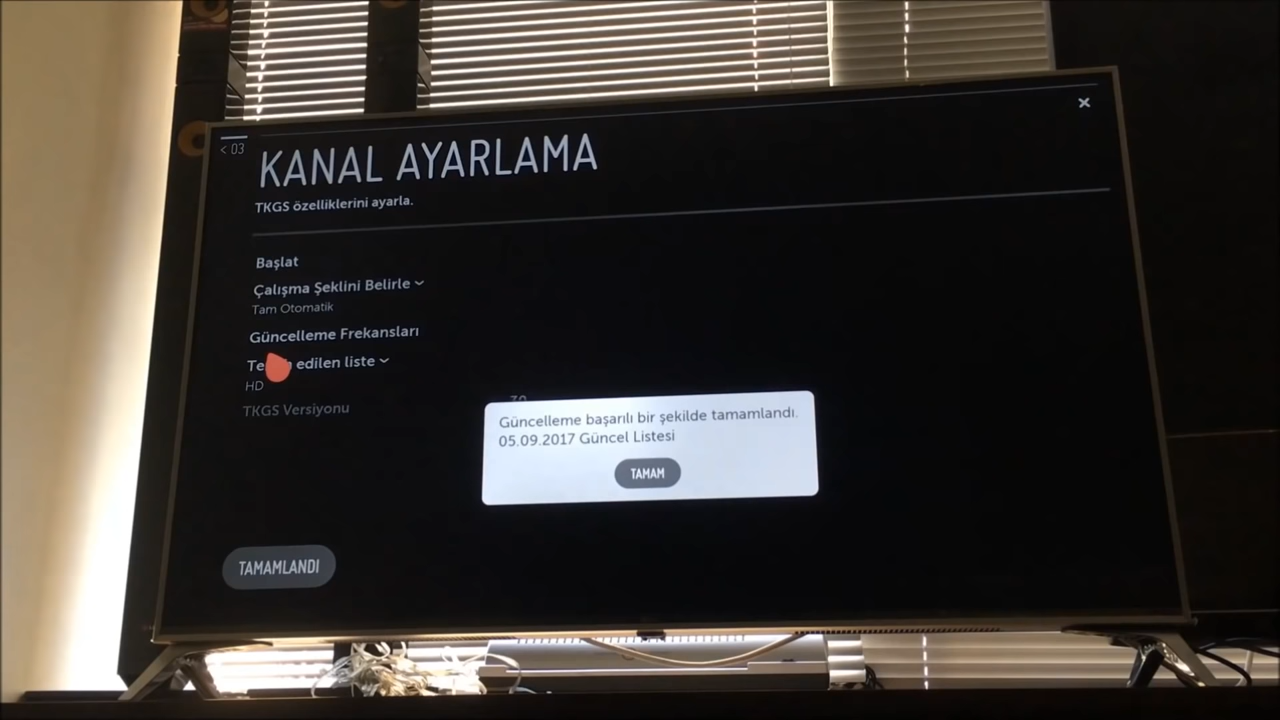 < 03
KANAL AYARLAMA
TKGS özelliklerini ayarla.
Başlat
Çalışma Şeklini Belirle
Tam Otomatik
Güncelleme Frekansları
edilen liste
HD
TKGS Versiyonu
Güncelleme başarılı bir şekilde tamamlandı.
05.09.2017 Güncel Listesi
TAMAM
TAMAMLANDI